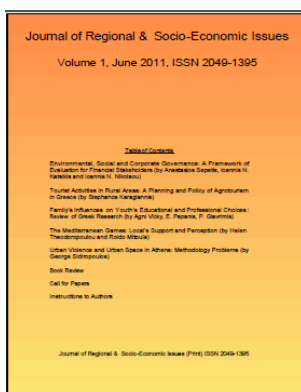 Journal of Regional & Socio-Economic Issues
Volume 1, June 2011, ISSN 2049-1395
Table of Contents
Environmental, Social and Corporate Governance: A Framework of
Evaluation for Financial Stakeholders (by Anastasios Sepetis, Ioannis N.
Katsikis and Ioannis N. Nikolaou)
Tourist Activities in Rural Areas: A Planning and Policy of Agrotourism
in Greece (by Stephanos Karagiannis)
Family's Influences on Youth's Educational and Professional Choices:
Review of Greek Research (by Agni Vicky, E. Papanis, P. Giavrimis)
The Mediterranean Games: Local's Support and Perception (by Helen
Theodoropoulou and Roido Mitoula)
Urban Violence and Urban Space in Athens: Methodology Problems (by
George Sidiropoulos)
Book Review
Call for Papers
Instructions to Authors
Journal of Regional & Socio-Economic Issues (Print) ISSN 2049-1395